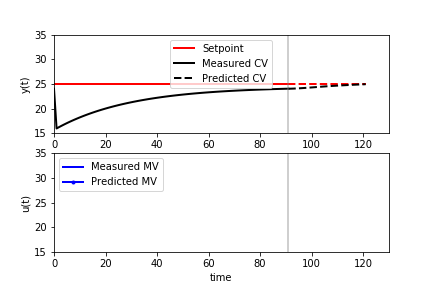 35
30
25
20
15
y(t)
Setpoint
Measured CV
Predicted CV
0 20 40 60 80 100 120
35
30
25
20
15
u(t)
Measured MV
Predicted MV
0 20 40 60 80 100 120
time